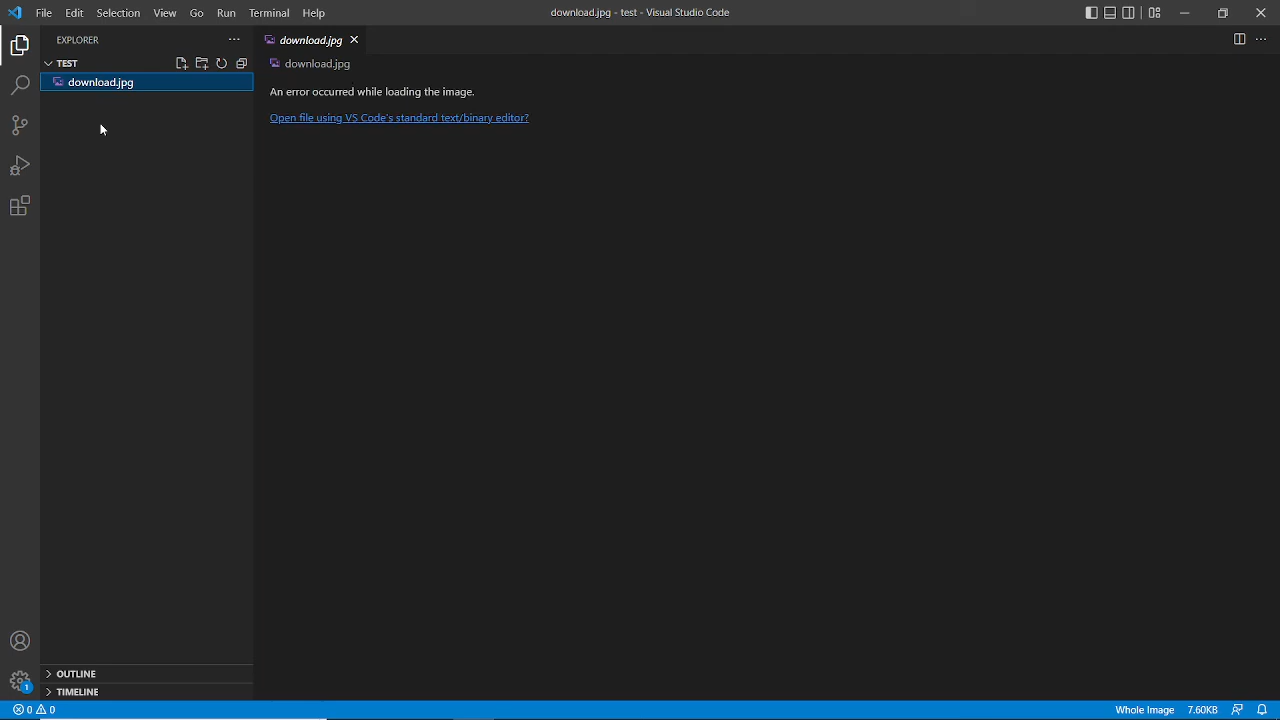 File Edit Selection View Go Run Terminal Help
download.jpg - test - Visual Studio Code
EXPLORER
download.jpg
TEST
download.jpg
download.jpg
An error occurred while loading the image.
Open file using VS Code's standard text/binary editor?
OUTLINE
1
TIMELINE
0 0
Whole Image 7.60KB